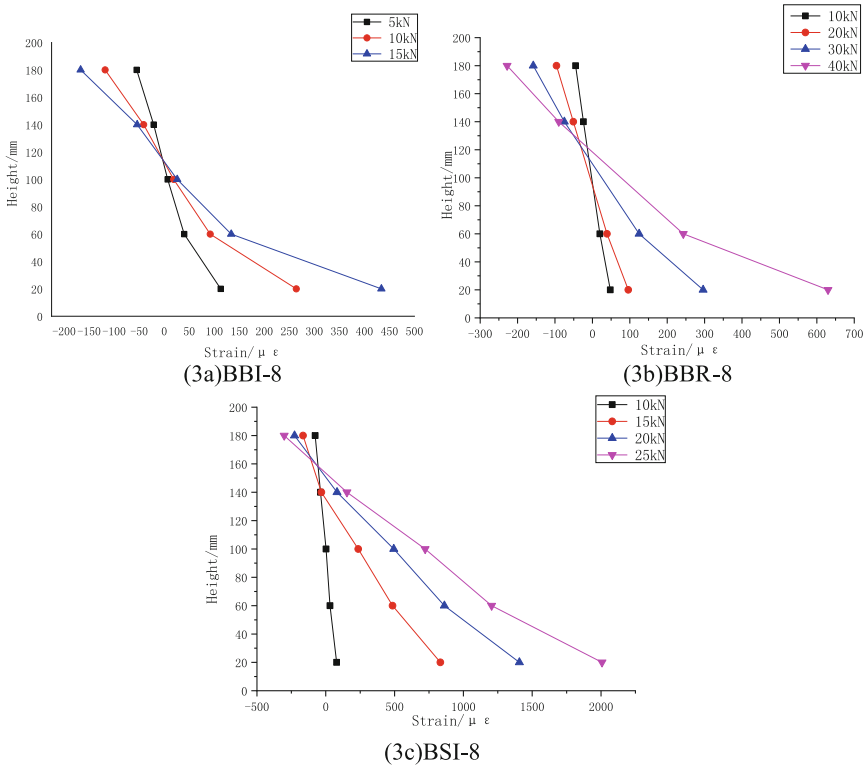 5kN
10kN
15kN
200
180
160
140
120
100
80
60
40
20
0
Height/mm
-200 -150 -100 -50 0 50 100 150 200 250 300 350 400 450 500
Strain/μ ε
(3a)BBI-8
10kN
20kN
30kN
40kN
200
180
160
140
120
100
80
60
40
20
0
Height/mm
-300 -200 -100 0 100 200 300 400 500 600 700
Strain/μ ε
(3b)BBR-8
10kN
15kN
20kN
25kN
200
180
160
140
120
100
80
60
40
20
0
Height/mm
-500 0 500 1000 1500 2000
Strain/μ ε
(3c)BSI-8